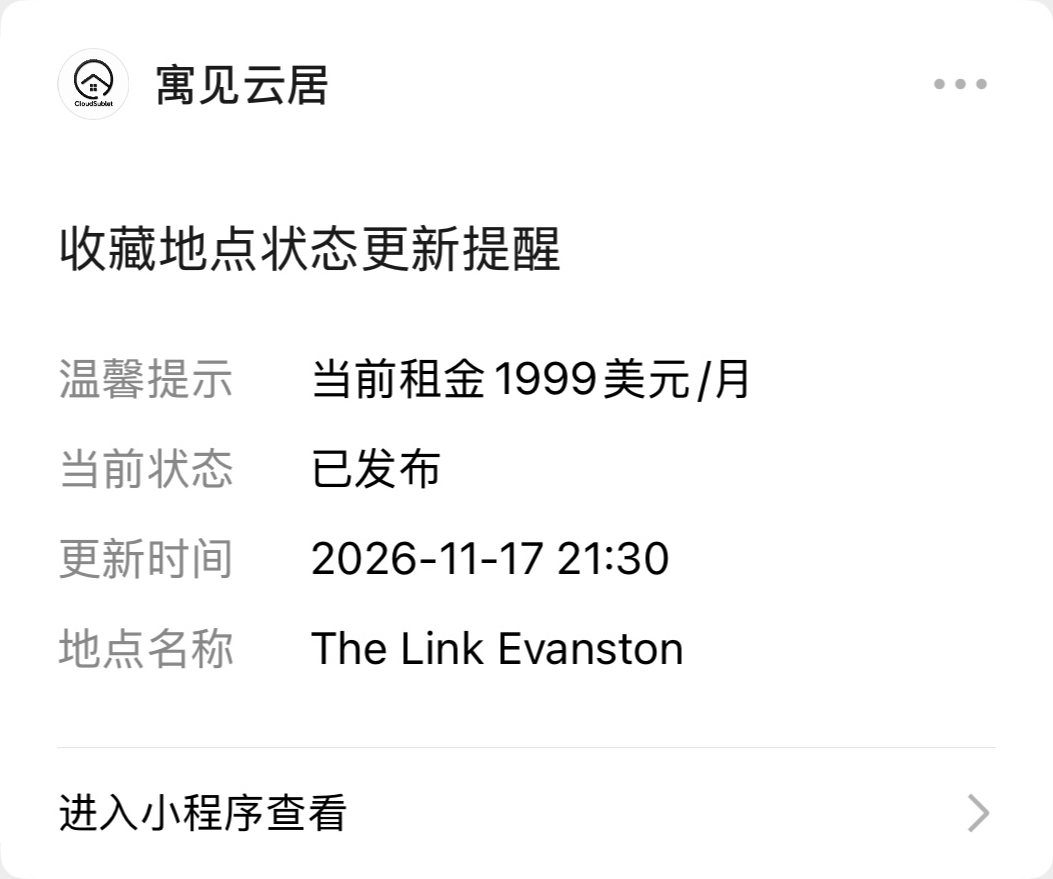 CloudSublet
寓见云居
收藏地点状态更新提醒
温馨提示 当前租金1999美元/月
当前状态 已发布
更新时间 2026-11-17 21:30
地点名称 The Link Evanston
进入小程序查看